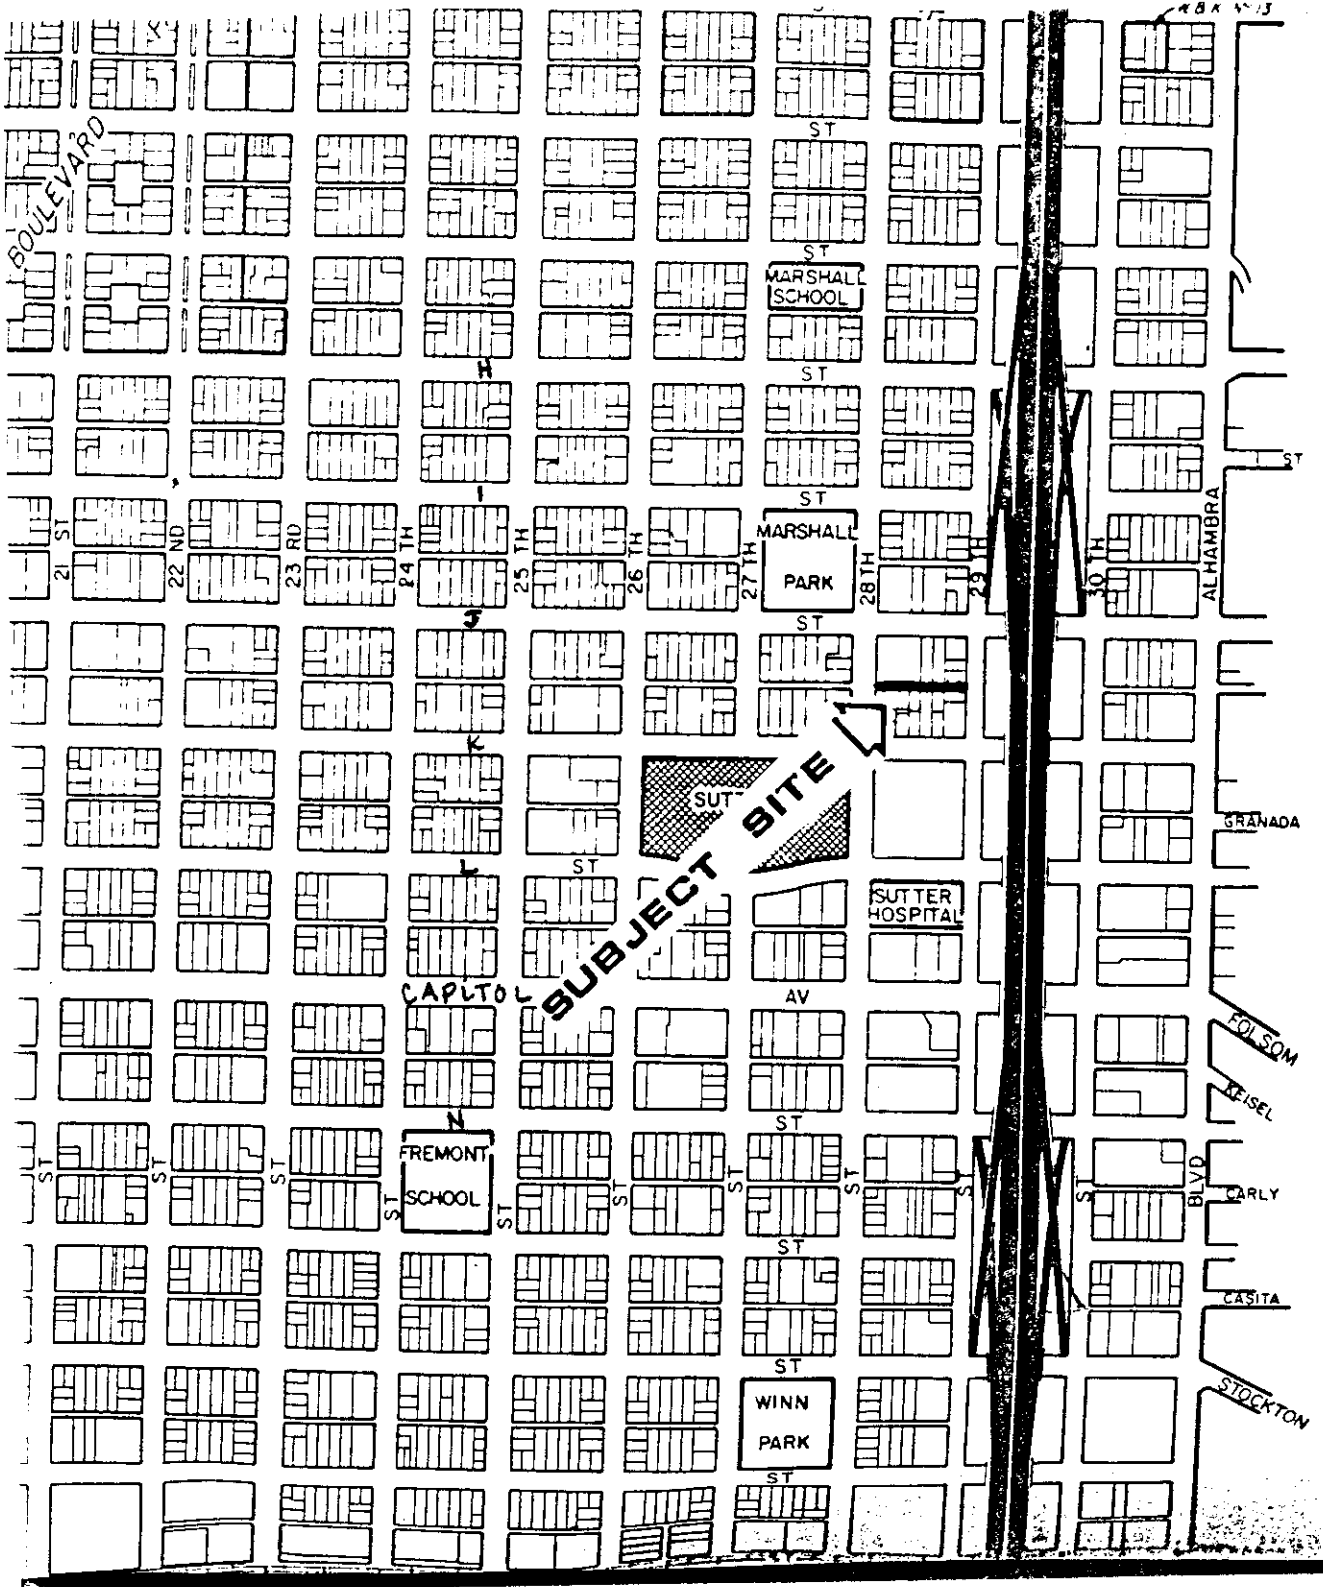 ST
BOULEVARD
ST
MARSHALL
SCHOOL
H
ST
ST
I
ST
ALHAMBRA
21 ST
22 ND
23 RD
24 TH
25 TH
26 TH
27 TH
MARSHALL
PARK
28 TH
29 TH
30 TH
J
ST
K
SUTT
GRANADA
L
ST
SUTTER
HOSPITAL
SUBJECT SITE
CAPITOL
AV
FOLSOM
KEISEL
N
ST
FREMONT
SCHOOL
ST
ST
ST
ST
ST
ST
ST
ST
ST
ST
BLVD
CARLY
ST
CASITA
ST
WINN
PARK
STOCKTON
ST